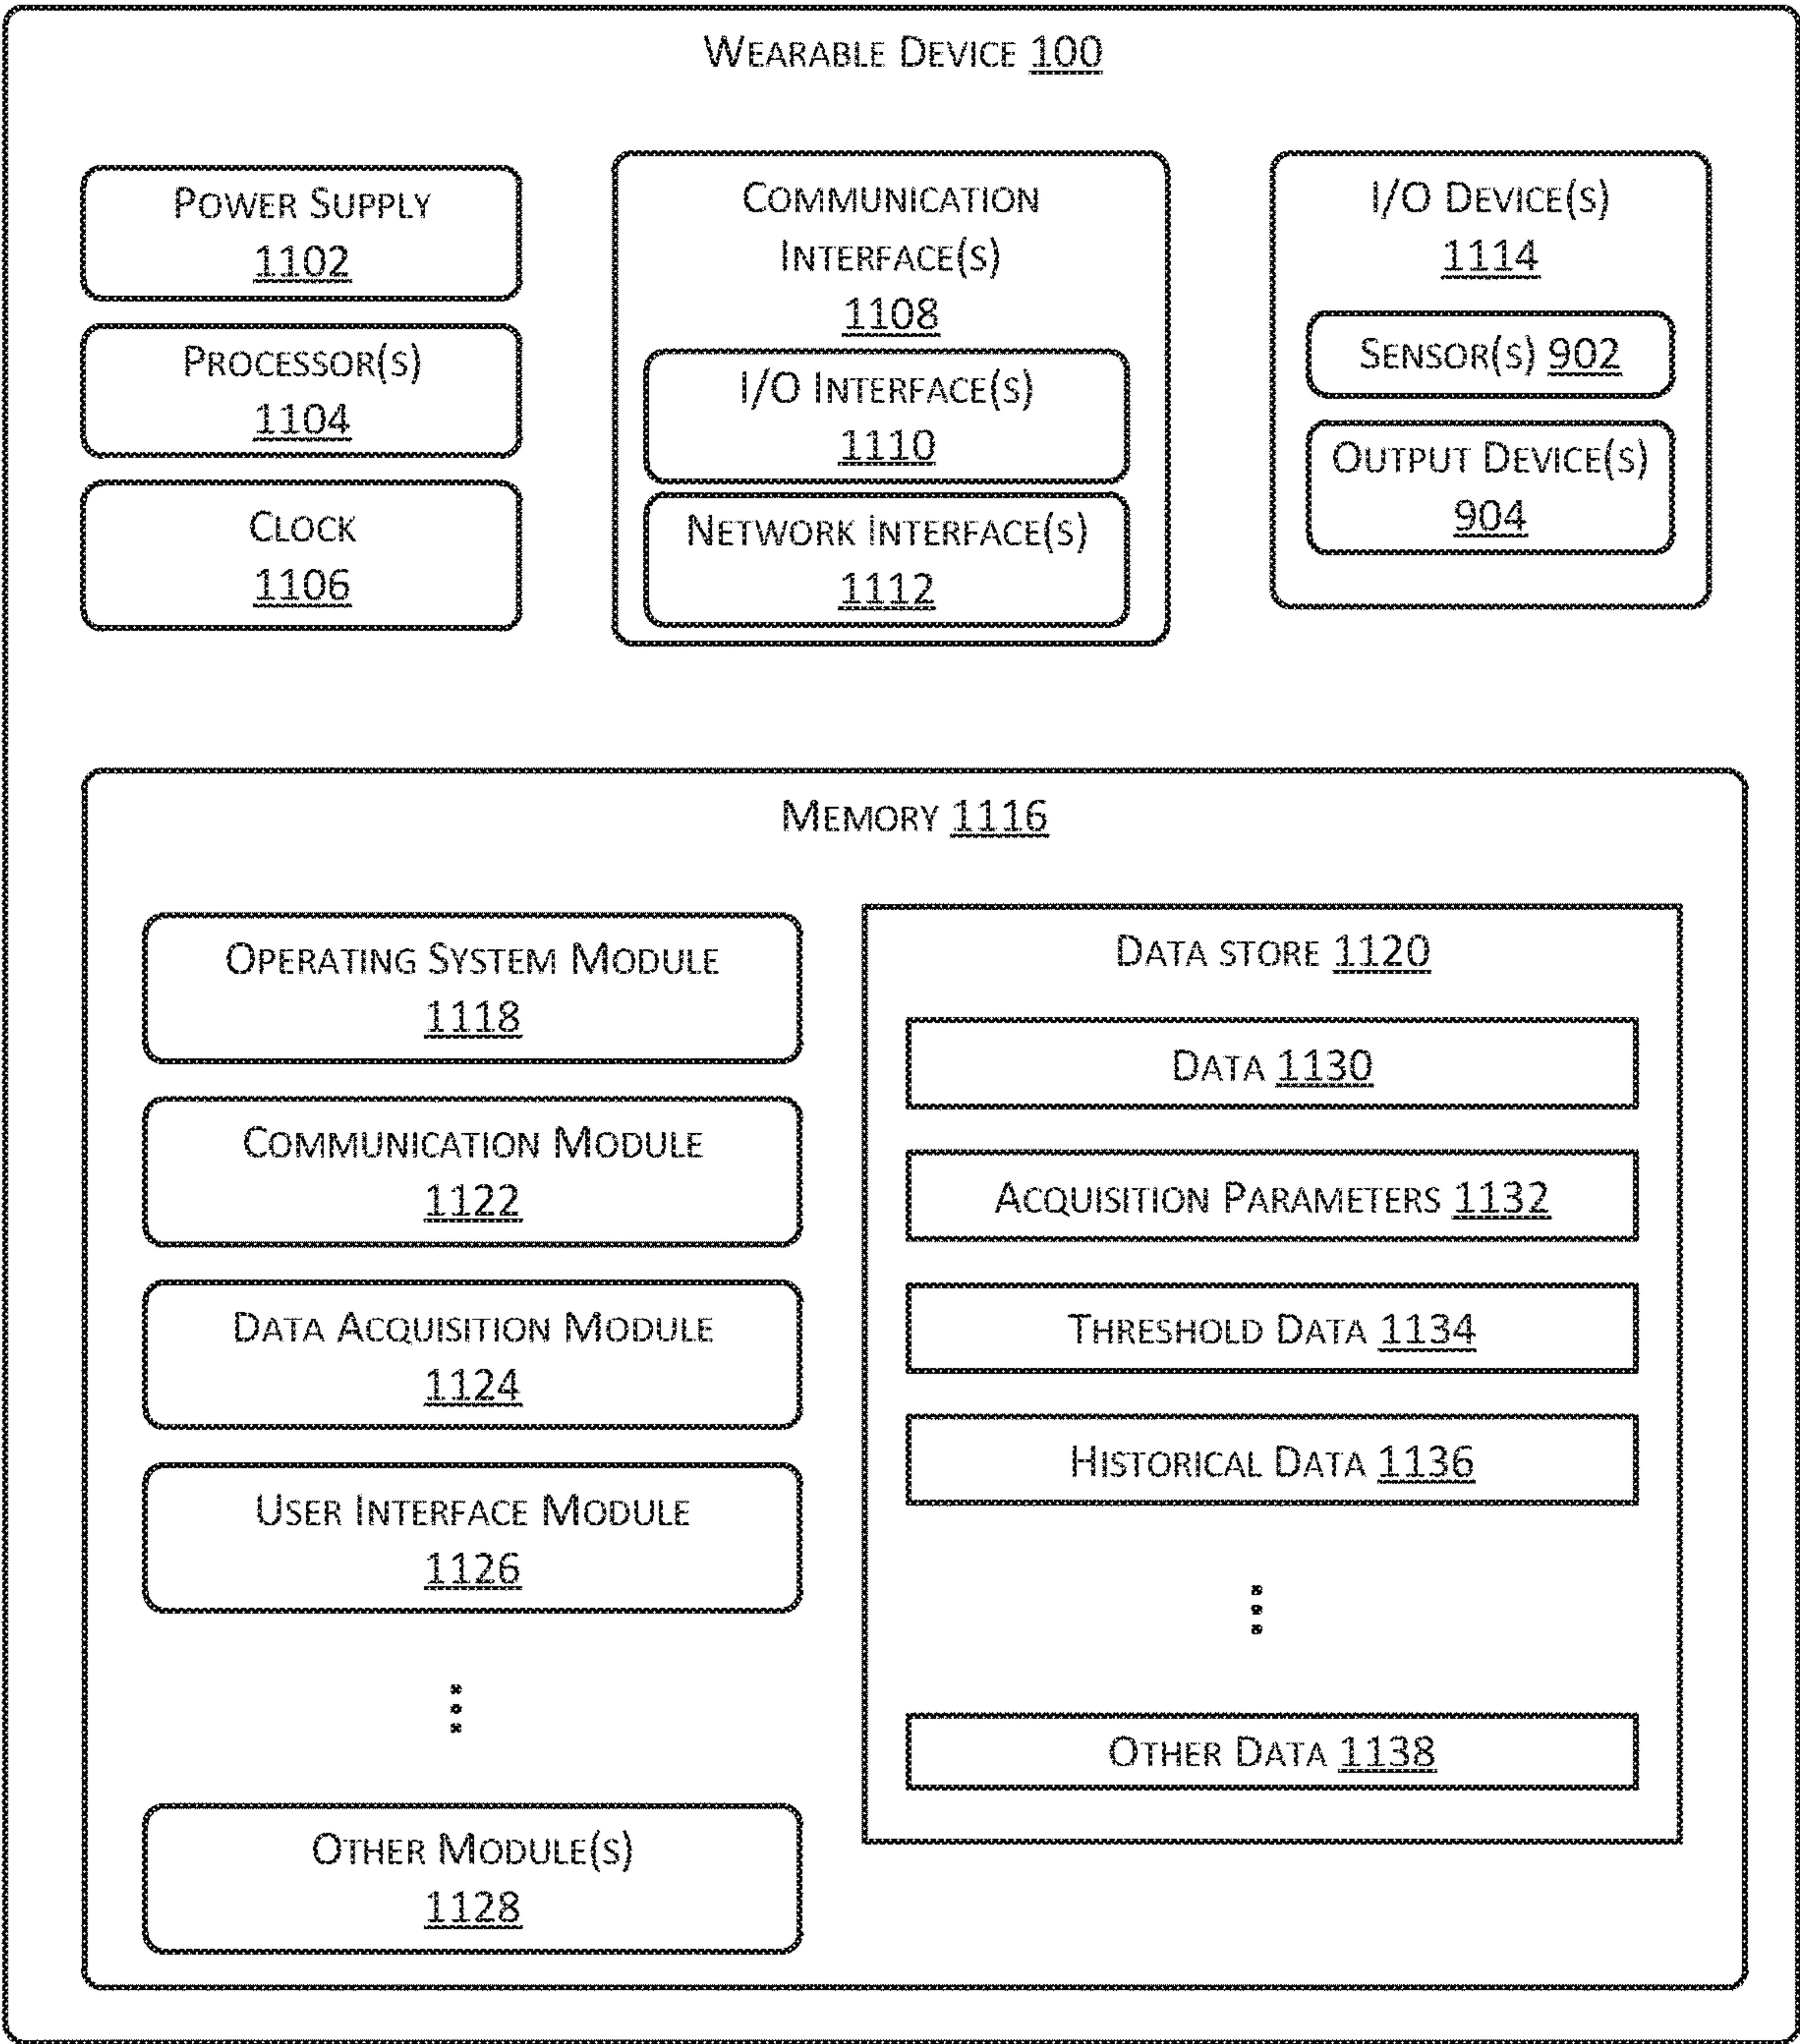 Wearable Device 100
Power Supply
1102
Processor(s)
1104
Clock
1106
Communication
Interface(s)
1108
I/O Interface(s)
1110
Network Interface(s)
1112
I/O Device(s)
1114
Sensor(s) 902
Output Device(s)
904
Memory 1116
Operating System Module
1118
Communication Module
1122
Data Acquisition Module
1124
User Interface Module
1126
Other Module(s)
1128
Data store 1120
Data 1130
Acquisition Parameters 1132
Threshold Data 1134
Historical Data 1136
Other Data 1138